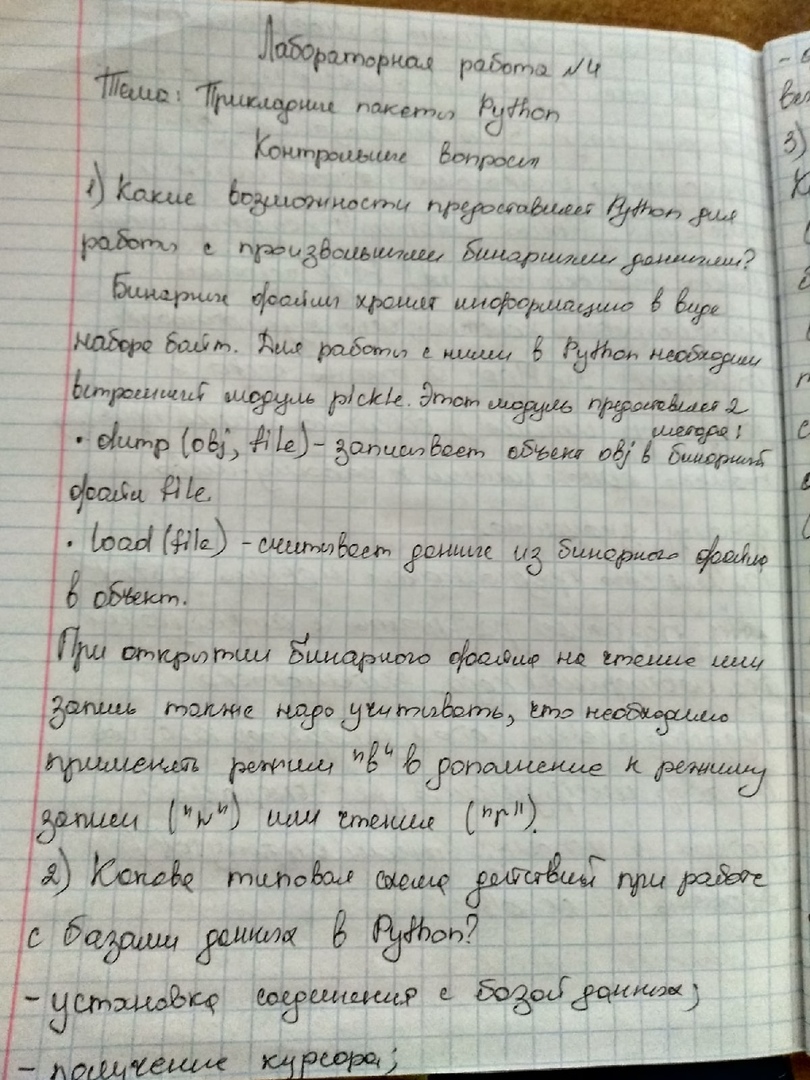 Лабораторная работа №4
Тема: Прикладные пакеты Python
Контрольные вопросы
1) Какие возможности предоставляет Python для
работы с произвольными бинарными данными?
Бинарные файлы хранят информацию в виде
набора байт. Для работы с ними в Python необходим
встроенный модуль pickle. Этот модуль предоставляет 2
метода:
• dump (obj, file) - записывает объект obj в бинарный
файл file
• load (file) - считывает данные из бинарного файла
в объект.
При открытии бинарного файла на чтение или
запись также надо учитывать, что необходимо
применять режим "b" в дополнение к режиму
записи ("w") или чтения ("r").
2) Какова типовая схема действий при работе
с базами данных в Python?
- установка соединения с базой данных;
- получение курсора;
3)